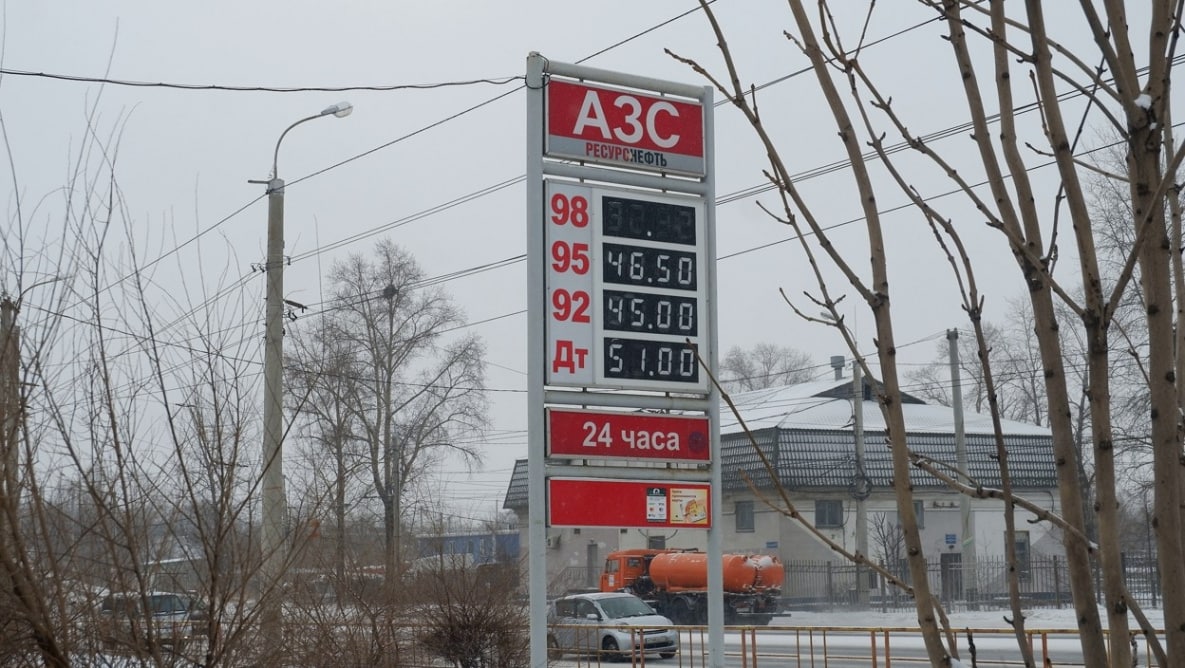 АЗС
РЕСУРСНЕФТЬ
98
95 46.50
92 45.00
Дт 51.00
24 часа